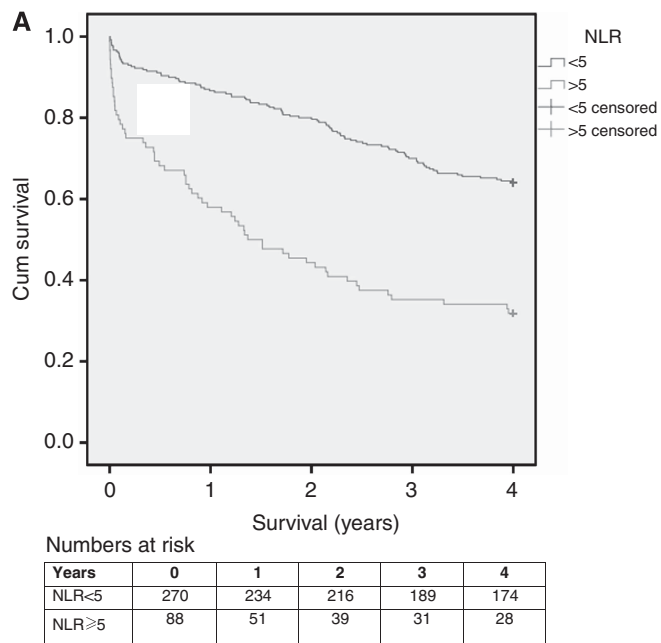 A
NLR
<5
>5
<5 censored
>5 censored
Cum survival
1.0
0.8
0.6
0.4
0.2
0.0
0 1 2 3 4
Survival (years)
Numbers at risk
Years 0 1 2 3 4
NLR<5 270 234 216 189 174
NLR⩾5 88 51 39 31 28